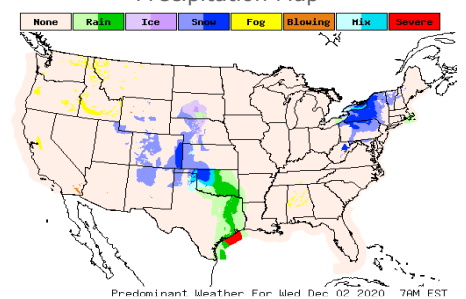 Precipitation Map
None Rain Ice Snow Fog Blowing Mix Severe
Predominant Weather For Wed Dec 02 2020 7AM EST